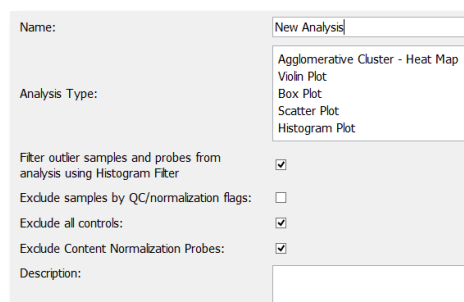 Name: New Analysis
Analysis Type:
Agglomerative Cluster - Heat Map
Violin Plot
Box Plot
Scatter Plot
Histogram Plot
Filter outlier samples and probes from
analysis using Histogram Filter
Exclude samples by QC/normalization flags:
Exclude all controls:
Exclude Content Normalization Probes:
Description: